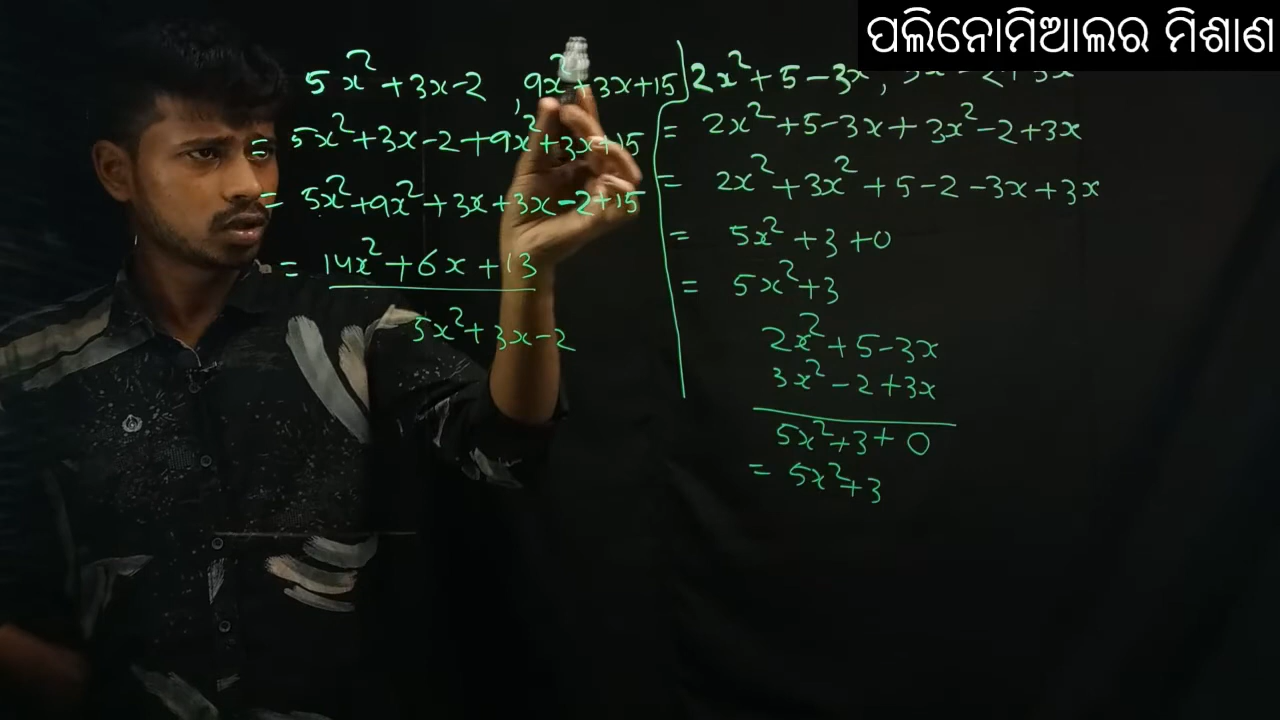 ପଲିନୋମିଆଲର ମିଶାଣ
5x² + 3x - 2 , 9x² + 3x + 15
= 5x² + 3x - 2 + 9x² + 3x + 15
= 5x² + 9x² + 3x + 3x - 2 + 15
= 14x² + 6x + 13
5x² + 3x - 2
2x² + 5 - 3x ,
= 2x² + 5 - 3x + 3x² - 2 + 3x
= 2x² + 3x² + 5 - 2 - 3x + 3x
= 5x² + 3 + 0
= 5x² + 3
2x² + 5 - 3x
3x² - 2 + 3x
5x² + 3 + 0
= 5x² + 3